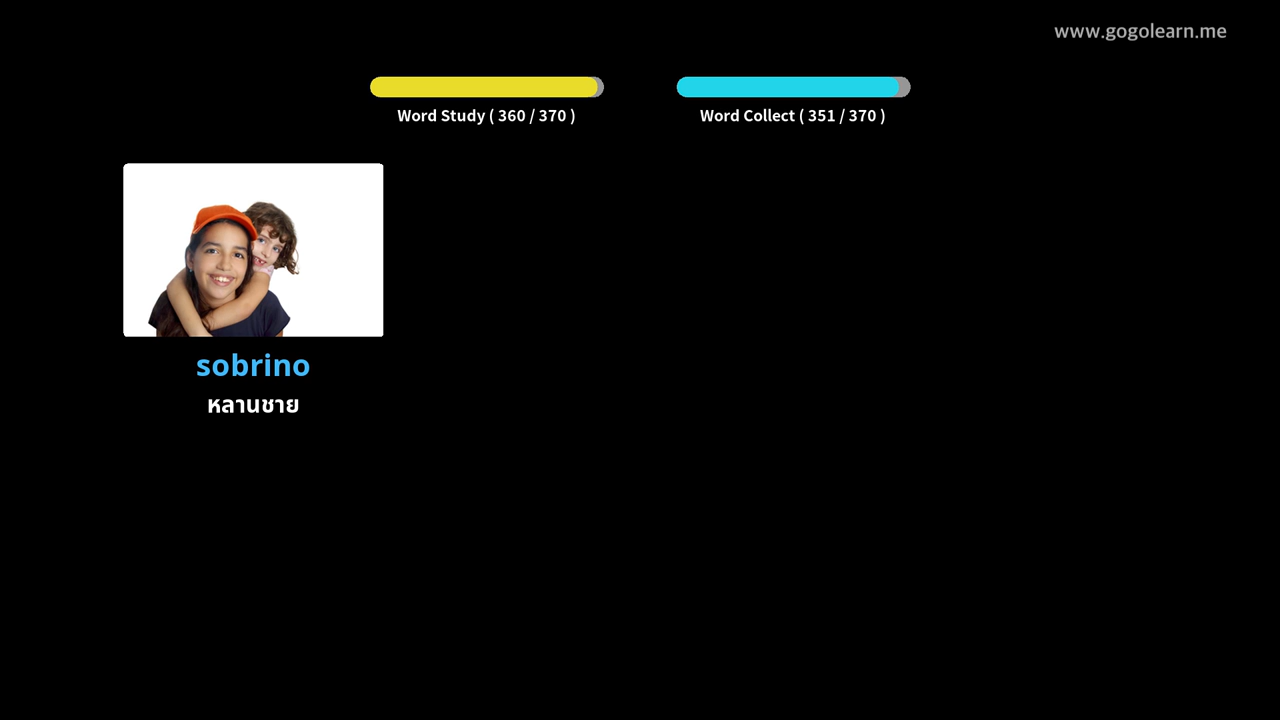 www.gogolearn.me
Word Study ( 360 / 370 )
Word Collect ( 351 / 370 )
sobrino
หลานชาย